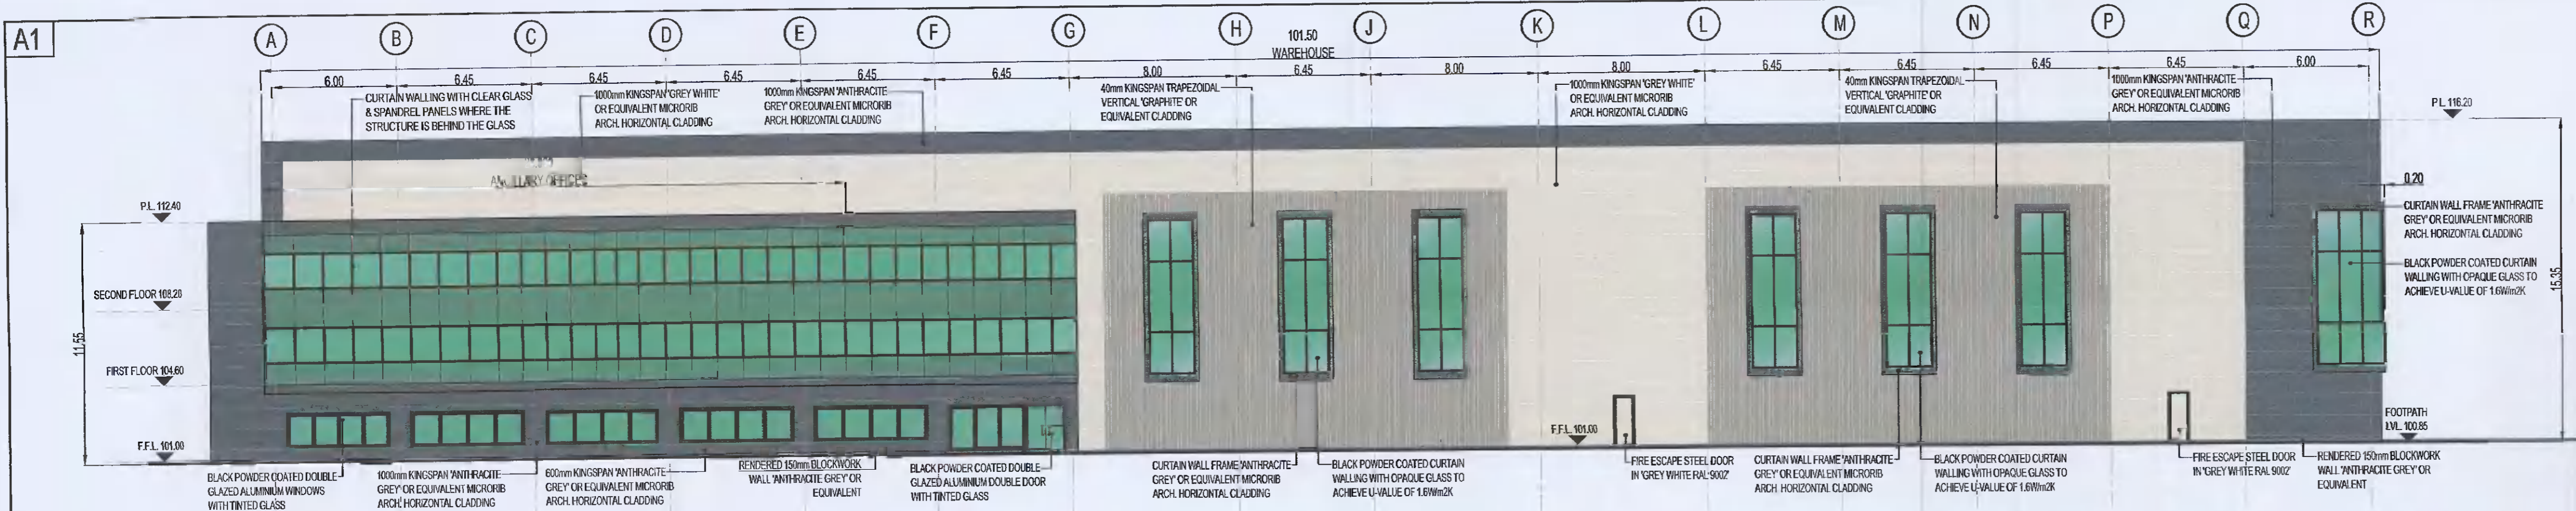 A1
A B C D E F G H J K L M N P Q R
101.50
WAREHOUSE
6.00 6.45 6.45 6.45 6.45 6.45 8.00 6.45 8.00 8.00 6.45 6.45 6.45 6.45 6.00
CURTAIN WALLING WITH CLEAR GLASS
& SPANDREL PANELS WHERE THE
STRUCTURE IS BEHIND THE GLASS
1000mm KINGSPAN 'GREY WHITE'
OR EQUIVALENT MICRORIB
ARCH. HORIZONTAL CLADDING
1000mm KINGSPAN 'ANTHRACITE
GREY' OR EQUIVALENT MICRORIB
ARCH. HORIZONTAL CLADDING
40mm KINGSPAN TRAPEZOIDAL
VERTICAL 'GRAPHITE' OR
EQUIVALENT CLADDING
1000mm KINGSPAN 'GREY WHITE'
OR EQUIVALENT MICRORIB
ARCH. HORIZONTAL CLADDING
40mm KINGSPAN TRAPEZOIDAL
VERTICAL 'GRAPHITE' OR
EQUIVALENT CLADDING
1000mm KINGSPAN 'ANTHRACITE
GREY' OR EQUIVALENT MICRORIB
ARCH. HORIZONTAL CLADDING
P.L. 116.20
OFFICES
P.L. 112.40
SECOND FLOOR 108.20
11.55
FIRST FLOOR 104.60
F.F.L. 101.00
F.F.L. 101.00
0.20
CURTAIN WALL FRAME 'ANTHRACITE
GREY' OR EQUIVALENT MICRORIB
ARCH. HORIZONTAL CLADDING
BLACK POWDER COATED CURTAIN
WALLING WITH OPAQUE GLASS TO
ACHIEVE U-VALUE OF 1.6W/m2K
15.35
FOOTPATH
LVL. 100.85
BLACK POWDER COATED DOUBLE
GLAZED ALUMINIUM WINDOWS
WITH TINTED GLASS
1000mm KINGSPAN 'ANTHRACITE
GREY' OR EQUIVALENT MICRORIB
ARCH. HORIZONTAL CLADDING
600mm KINGSPAN 'ANTHRACITE
GREY' OR EQUIVALENT MICRORIB
ARCH. HORIZONTAL CLADDING
RENDERED 150mm BLOCKWORK
WALL 'ANTHRACITE GREY' OR
EQUIVALENT
BLACK POWDER COATED DOUBLE
GLAZED ALUMINIUM DOUBLE DOOR
WITH TINTED GLASS
CURTAIN WALL FRAME 'ANTHRACITE
GREY' OR EQUIVALENT MICRORIB
ARCH. HORIZONTAL CLADDING
BLACK POWDER COATED CURTAIN
WALLING WITH OPAQUE GLASS TO
ACHIEVE U-VALUE OF 1.6W/m2K
FIRE ESCAPE STEEL DOOR
IN 'GREY WHITE RAL 9002'
CURTAIN WALL FRAME 'ANTHRACITE
GREY' OR EQUIVALENT MICRORIB
ARCH. HORIZONTAL CLADDING
BLACK POWDER COATED CURTAIN
WALLING WITH OPAQUE GLASS TO
ACHIEVE U-VALUE OF 1.6W/m2K
FIRE ESCAPE STEEL DOOR
IN 'GREY WHITE RAL 9002'
RENDERED 150mm BLOCKWORK
WALL 'ANTHRACITE GREY' OR
EQUIVALENT